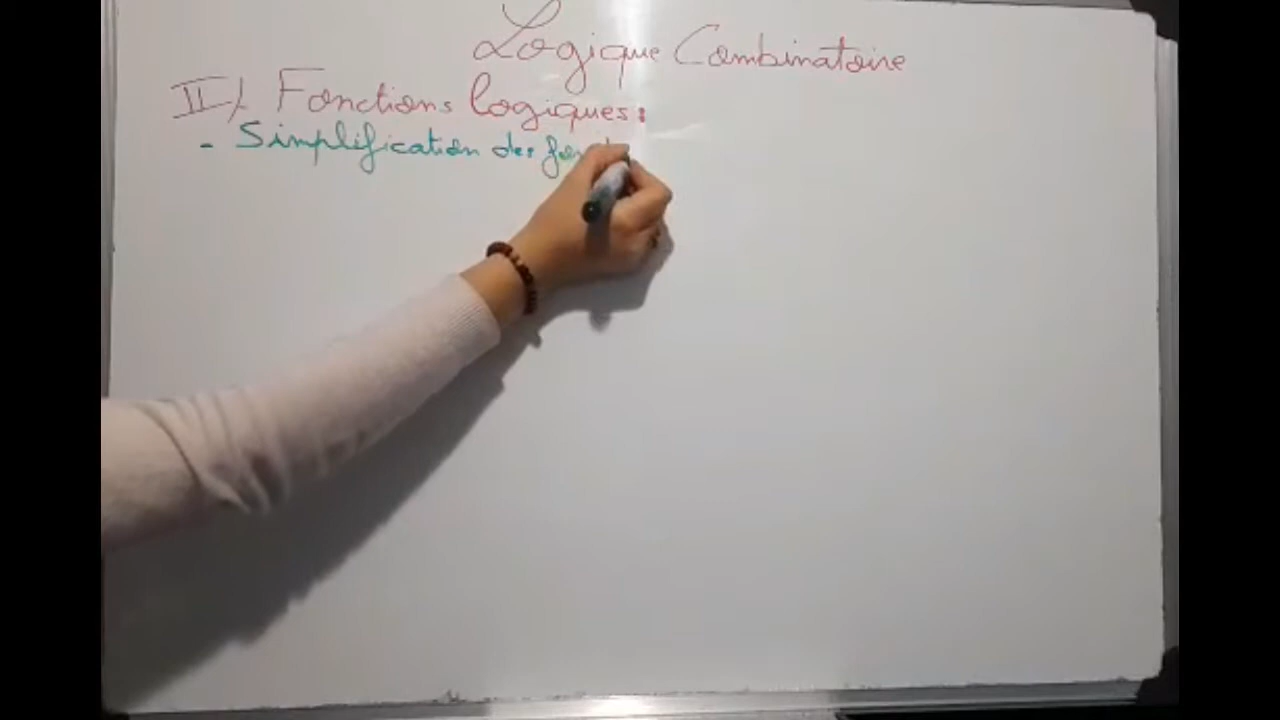 Logique Combinatoire
II/. Fonctions logiques:
- Simplification des